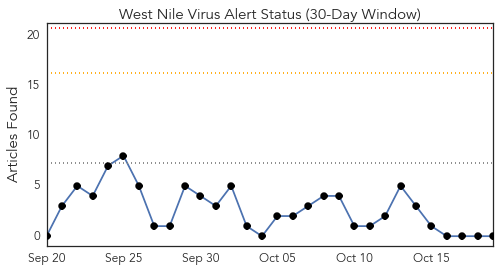 West Nile Virus Alert Status (30-Day Window)
Articles Found
20
15
10
5
0
Sep 20 Sep 25 Sep 30 Oct 05 Oct 10 Oct 15